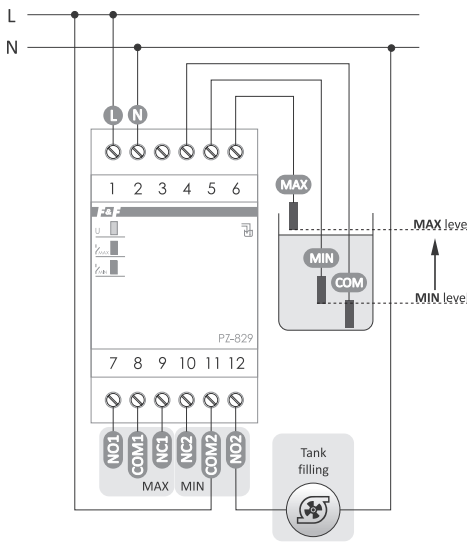 L
N
L N
1 2 3 4 5 6
F&F
U
MAX
MIN
PZ-829
7 8 9 10 11 12
NO1 COM1 NC1 NC2 COM2 NO2
MAX MIN
MAX
MIN
COM
MAX level
MIN level
Tank
filling